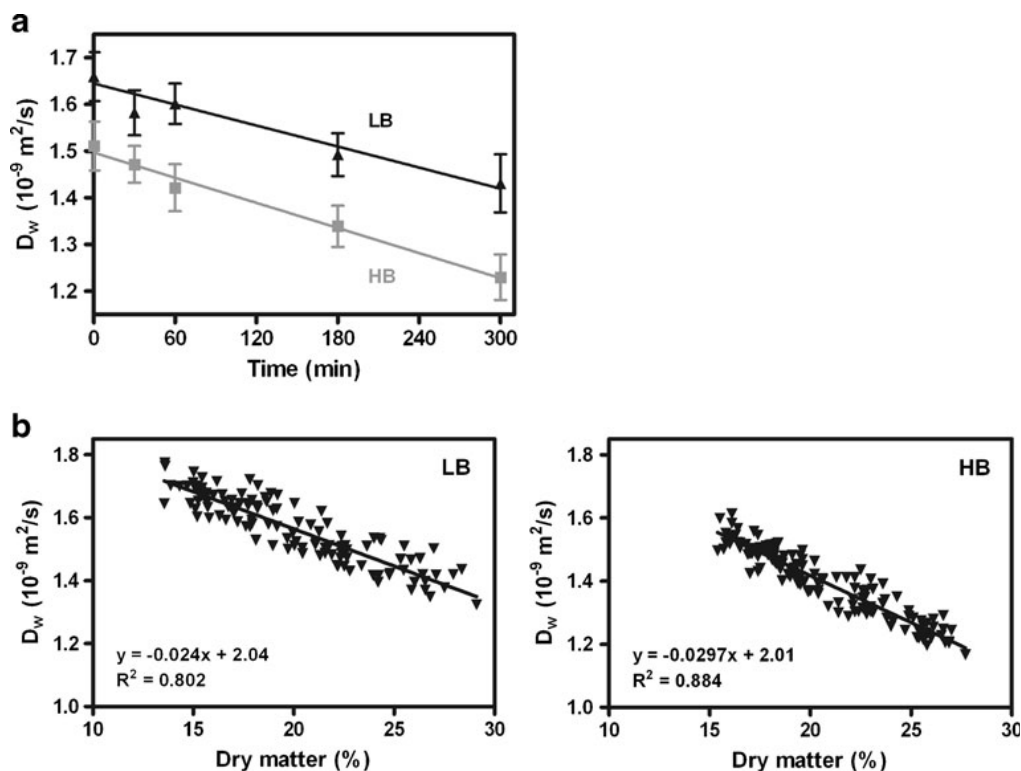 a
1.7
1.6
1.5
1.4
1.3
1.2
D_w (10^-9 m^2/s)
LB
HB
0 60 120 180 240 300
Time (min)
b
1.8
1.6
1.4
1.2
1.0
D_w (10^-9 m^2/s)
LB
y = -0.024x + 2.04
R^2 = 0.802
10 15 20 25 30
Dry matter (%)
1.8
1.6
1.4
1.2
1.0
D_w (10^-9 m^2/s)
HB
y = -0.0297x + 2.01
R^2 = 0.884
10 15 20 25 30
Dry matter (%)